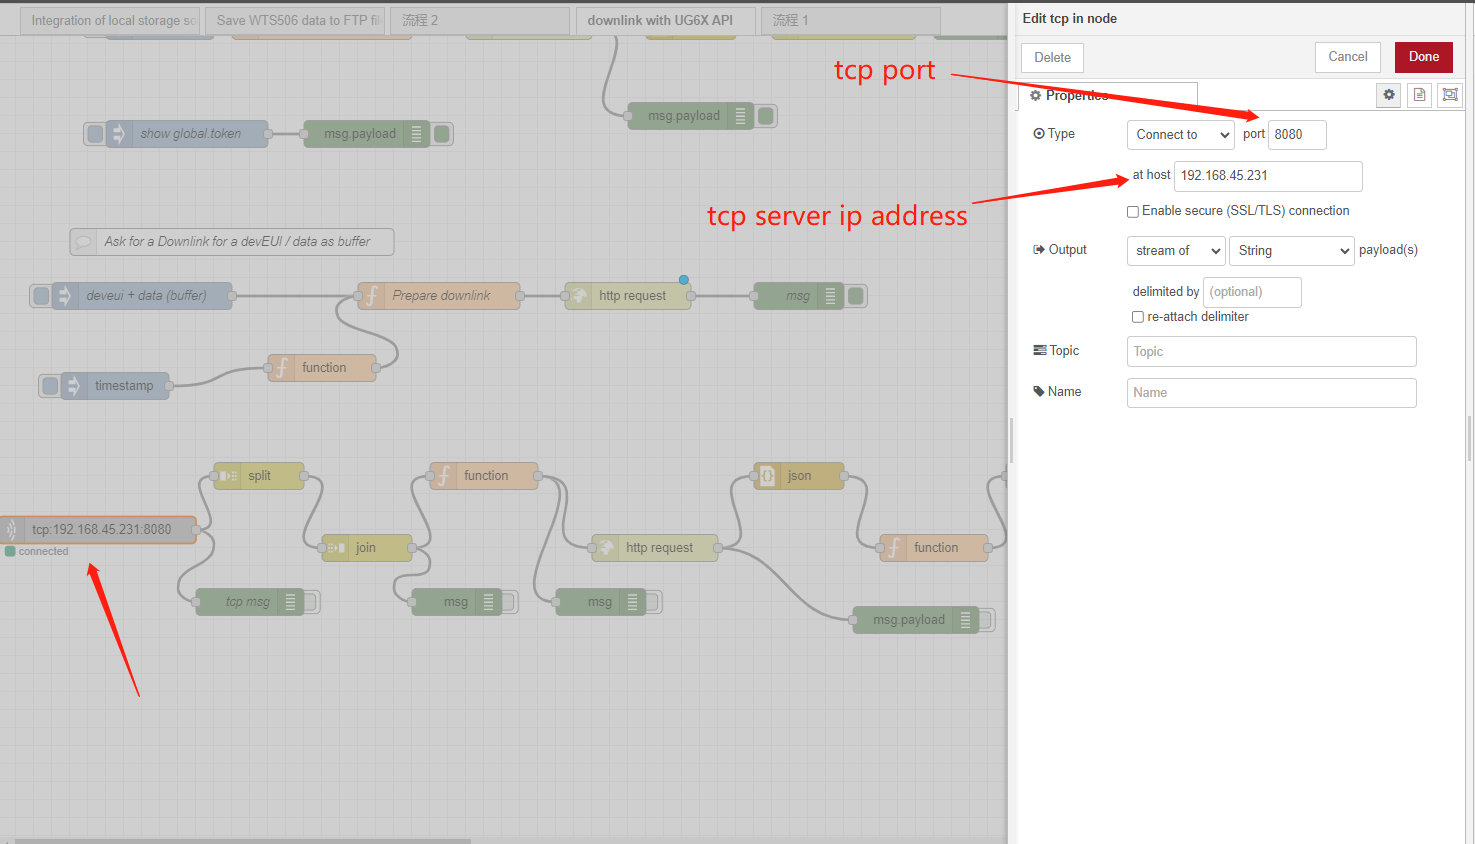 Integration of local storage so
Save WTS506 data to FTP fil
流程 2
downlink with UG6X API
流程 1
Edit tcp in node
Delete
Cancel
Done
tcp port
Properties
show global.token
msg.payload
msg.payload
Type
Connect to
port
8080
at host
192.168.45.231
tcp server ip address
Enable secure (SSL/TLS) connection
Ask for a Downlink for a devEUI / data as buffer
Output
stream of
String
payload(s)
deveui + data (buffer)
Prepare downlink
http request
msg
delimited by
(optional)
re-attach delimiter
Topic
Topic
timestamp
function
Name
Name
split
function
json
tcp:192.168.45.231:8080
connected
join
http request
function
tcp msg
msg
msg
msg.payload